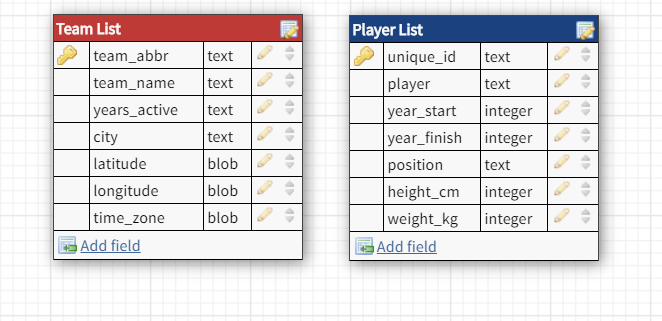 Team List
team_abbr text
team_name text
years_active text
city text
latitude blob
longitude blob
time_zone blob
Add field
Player List
unique_id text
player text
year_start integer
year_finish integer
position text
height_cm integer
weight_kg integer
Add field